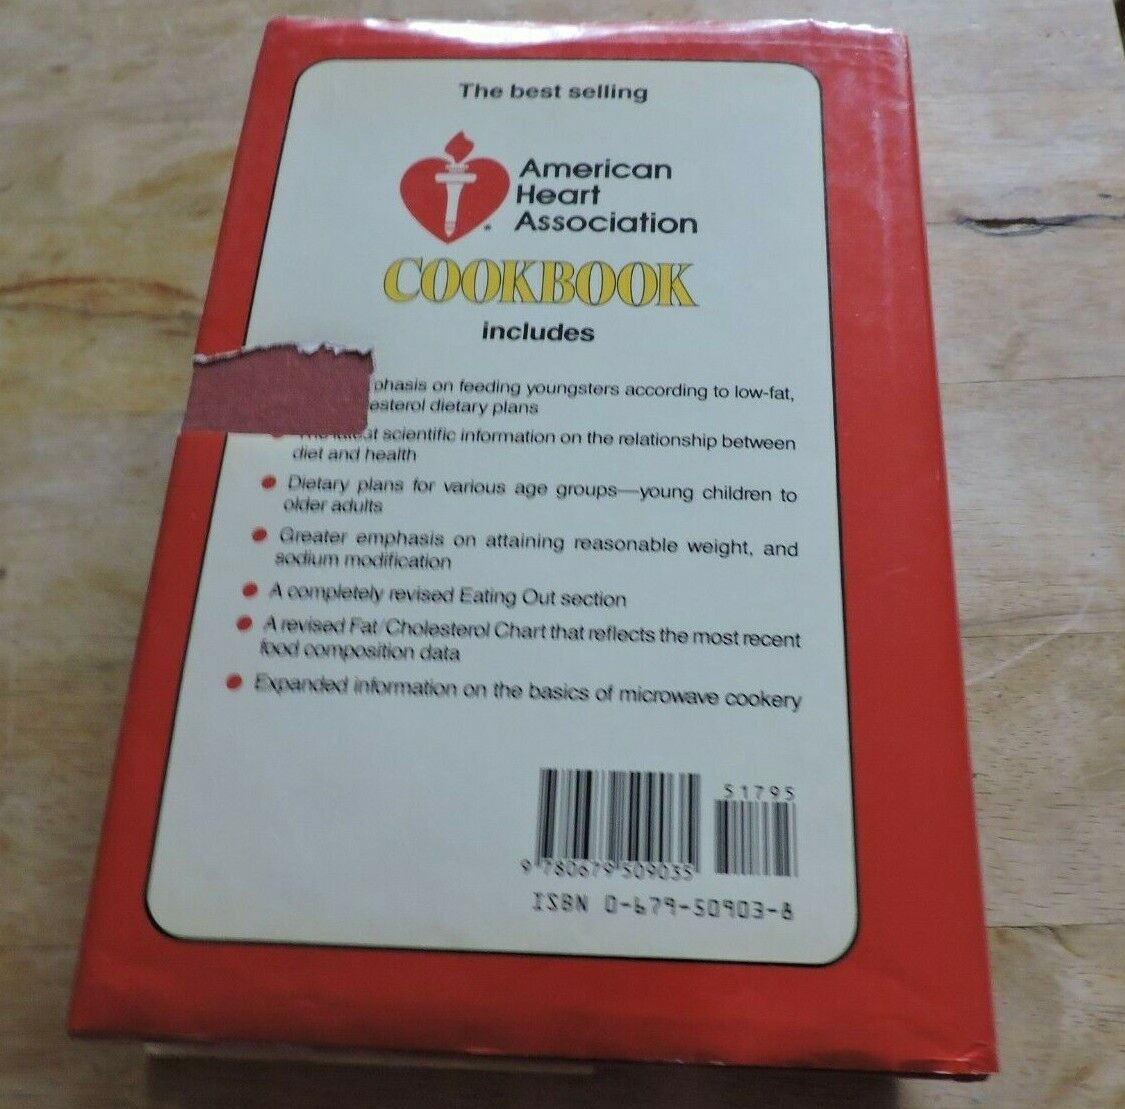 The best selling
American
Heart
Association
COOKBOOK
includes
phasis on feeding youngsters according to low-fat,
esterol dietary plans
The latest scientific information on the relationship between
diet and health
Dietary plans for various age groups—young children to
older adults
Greater emphasis on attaining reasonable weight, and
sodium modification
A completely revised Eating Out section
A revised Fat/Cholesterol Chart that reflects the most recent
food composition data
Expanded information on the basics of microwave cookery
51795
9 780679 509035
ISBN 0-679-50903-8